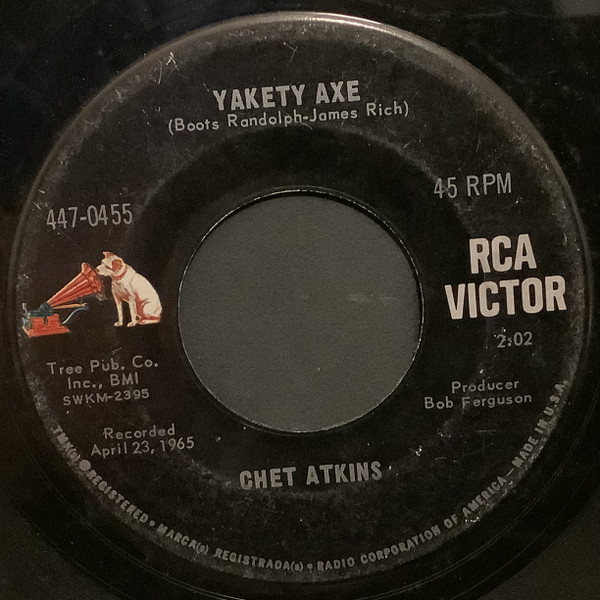 YAKETY AXE
(Boots Randolph-James Rich)
45 RPM
447-0455
RCA
VICTOR
2:02
Tree Pub. Co.
Inc., BMI
SWKM-2395
Producer
Bob Ferguson
Recorded
April 23, 1965
CHET ATKINS
TMK(s) ● REGISTERED • MARCA(s) REGISTRADA(s) • RADIO CORPORATION OF AMERICA—MADE IN U.S.A.